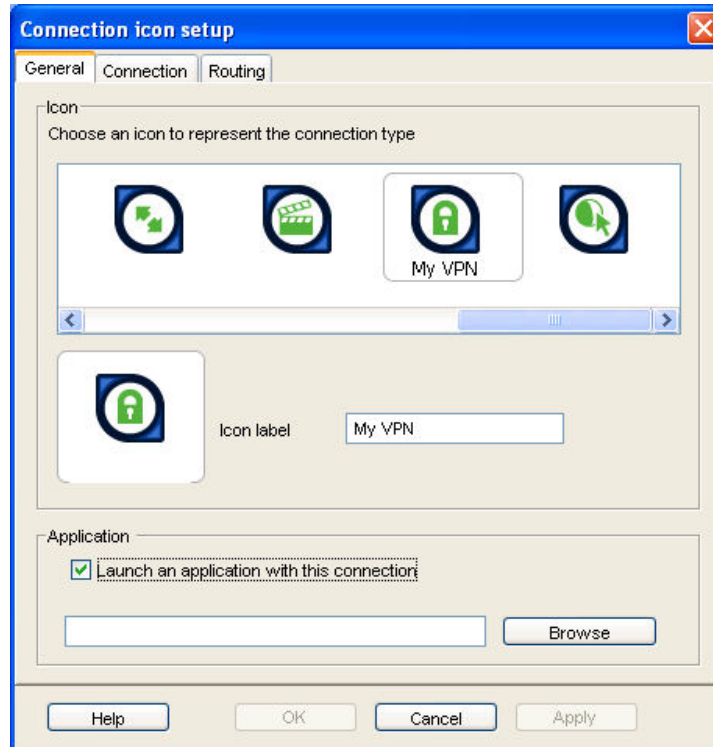 Connection icon setup
General Connection Routing
Icon
Choose an icon to represent the connection type
My VPN
Icon label My VPN
Application
Launch an application with this connection
Browse
Help OK Cancel Apply